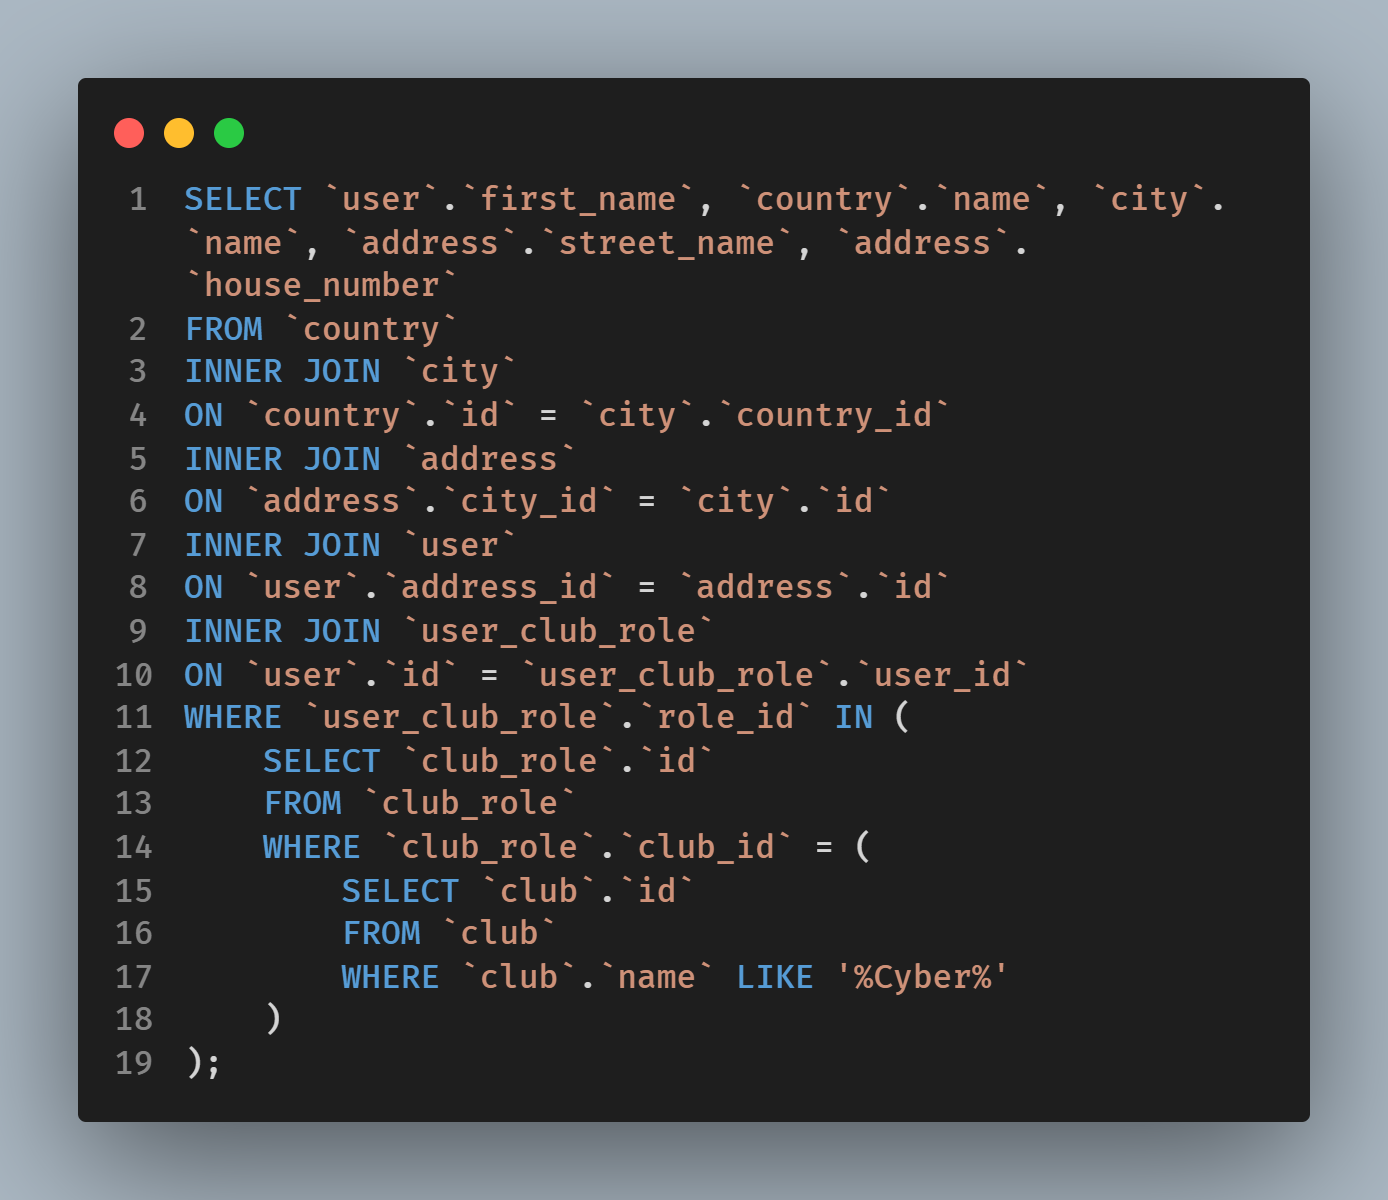 1 SELECT `user`.`first_name`, `country`.`name`, `city`.
`name`, `address`.`street_name`, `address`.
`house_number`
2 FROM `country`
3 INNER JOIN `city`
4 ON `country`.`id` = `city`.`country_id`
5 INNER JOIN `address`
6 ON `address`.`city_id` = `city`.`id`
7 INNER JOIN `user`
8 ON `user`.`address_id` = `address`.`id`
9 INNER JOIN `user_club_role`
10 ON `user`.`id` = `user_club_role`.`user_id`
11 WHERE `user_club_role`.`role_id` IN (
12     SELECT `club_role`.`id`
13     FROM `club_role`
14     WHERE `club_role`.`club_id` = (
15         SELECT `club`.`id`
16         FROM `club`
17         WHERE `club`.`name` LIKE '%Cyber%'
18     )
19 );